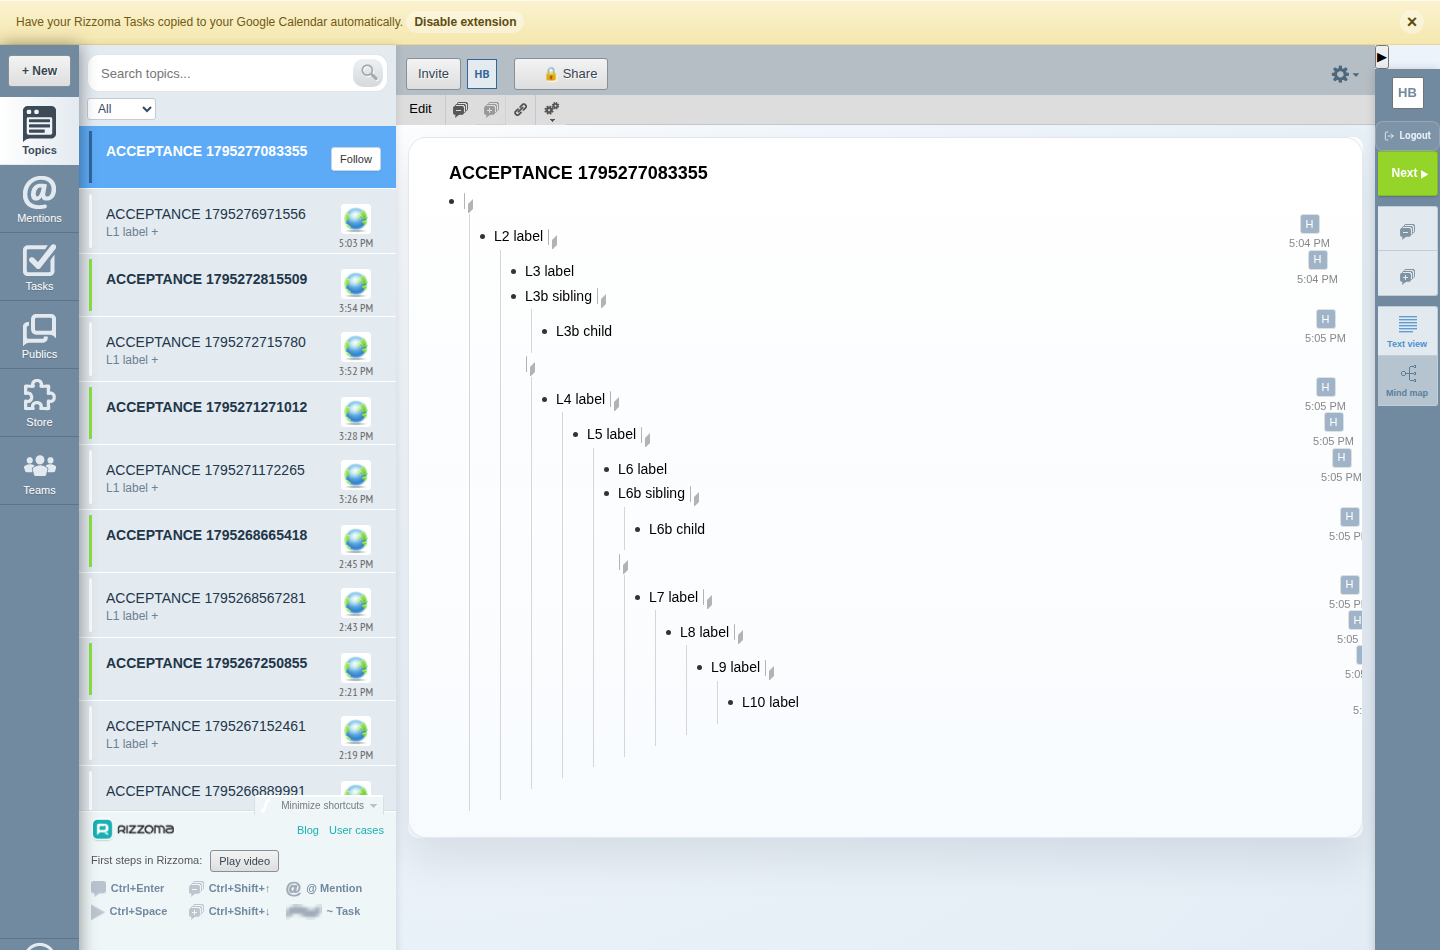 Have your Rizzoma Tasks copied to your Google Calendar automatically. Disable extension
+ New
Topics
Mentions
Tasks
Publics
Store
Teams
Search topics...
All
ACCEPTANCE 1795277083355
Follow
ACCEPTANCE 1795276971556
L1 label +
5:03 PM
ACCEPTANCE 1795272815509
3:54 PM
ACCEPTANCE 1795272715780
L1 label +
3:52 PM
ACCEPTANCE 1795271271012
3:28 PM
ACCEPTANCE 1795271172265
L1 label +
3:26 PM
ACCEPTANCE 1795268665418
2:45 PM
ACCEPTANCE 1795268567281
L1 label +
2:43 PM
ACCEPTANCE 1795267250855
2:21 PM
ACCEPTANCE 1795267152461
L1 label +
2:19 PM
ACCEPTANCE 1795266889991
Minimize shortcuts
RIZZOMA
Blog User cases
First steps in Rizzoma: Play video
Ctrl+Enter Ctrl+Shift+↑ @ Mention
Ctrl+Space Ctrl+Shift+↓ ~ Task
Invite HB Share
Edit
ACCEPTANCE 1795277083355
L2 label
H
5:04 PM
L3 label
H
5:04 PM
L3b sibling
L3b child
H
5:05 PM
L4 label
H
5:05 PM
L5 label
H
5:05 PM
L6 label
H
5:05 PM
L6b sibling
L6b child
H
5:05 P
L7 label
H
5:05 P
L8 label
H
5:05
L9 label
L10 label
HB
Logout
Next
Text view
Mind map